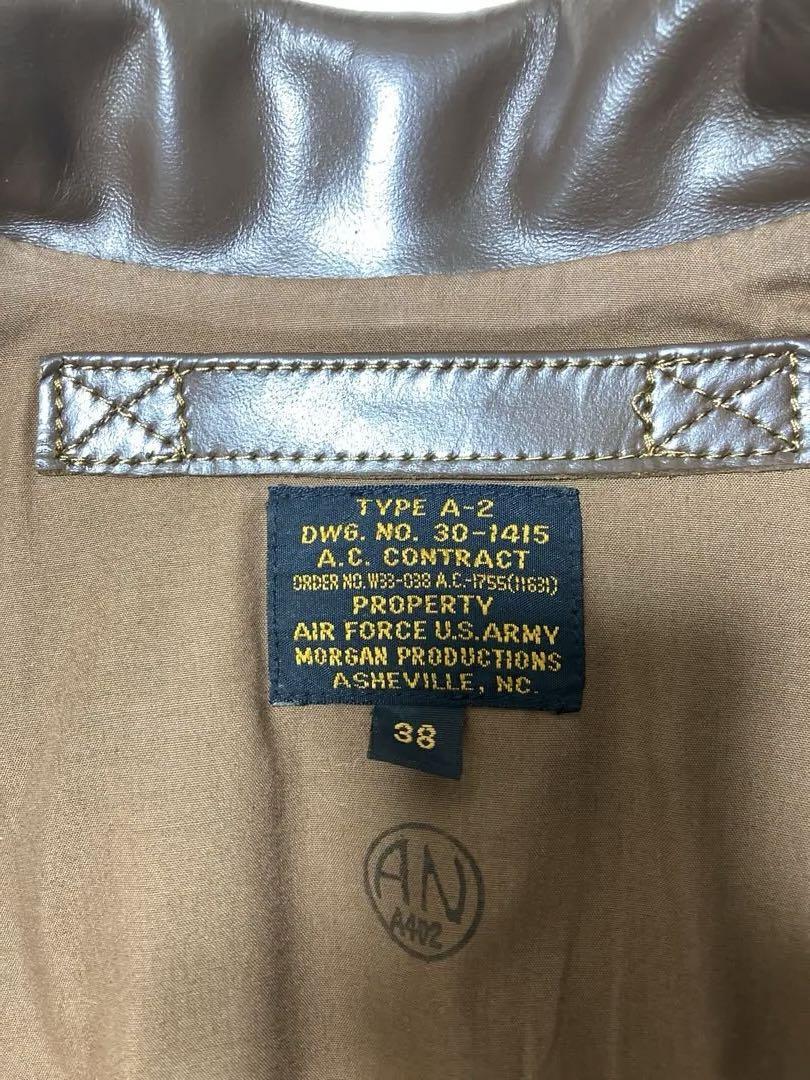 TYPE A-2
DWG. NO. 30-1415
A.C. CONTRACT
ORDER NO. W33-038 A.C.-1755(11631)
PROPERTY
AIR FORCE U.S. ARMY
MORGAN PRODUCTIONS
ASHEVILLE, NC.
38
AN
A402